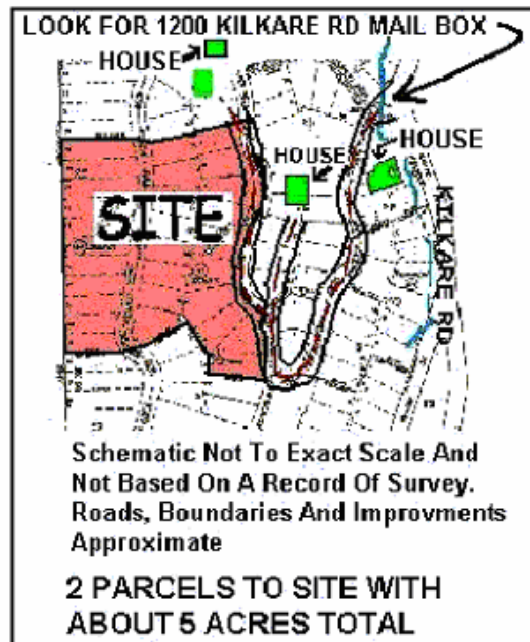 LOOK FOR 1200 KILKARE RD MAIL BOX
HOUSE
HOUSE
HOUSE
SITE
KILKARE RD
Schematic Not To Exact Scale And
Not Based On A Record Of Survey.
Roads, Boundaries And Improvments
Approximate
2 PARCELS TO SITE WITH
ABOUT 5 ACRES TOTAL